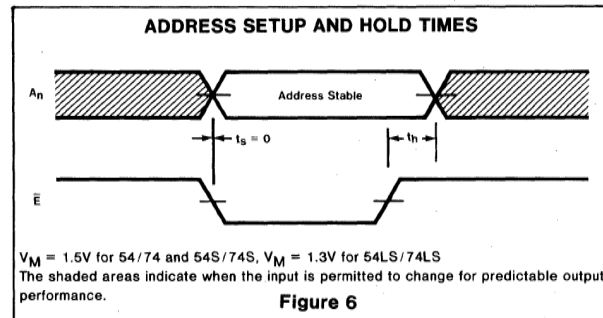 ADDRESS SETUP AND HOLD TIMES
An
Address Stable
ts = 0
th
Ē
VM = 1.5V for 54/74 and 54S/74S, VM = 1.3V for 54LS/74LS
The shaded areas indicate when the input is permitted to change for predictable output
performance.
Figure 6